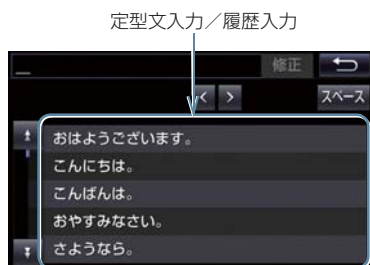 定型文入力／履歴入力
修正
< >
スペース
おはようございます。
こんにちは。
こんばんは。
おやすみなさい。
さようなら。